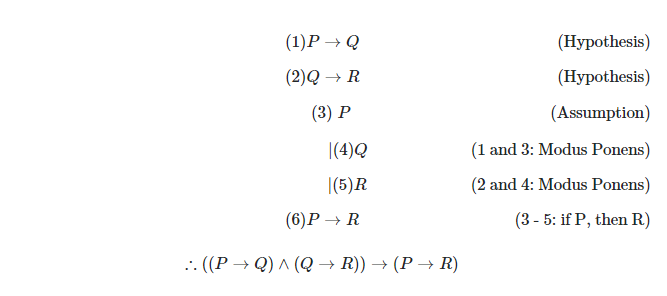 (1)P → Q (Hypothesis)
(2)Q → R (Hypothesis)
(3) P (Assumption)
|(4)Q (1 and 3: Modus Ponens)
|(5)R (2 and 4: Modus Ponens)
(6)P → R (3 - 5: if P, then R)
∴ ((P → Q) ∧ (Q → R)) → (P → R)